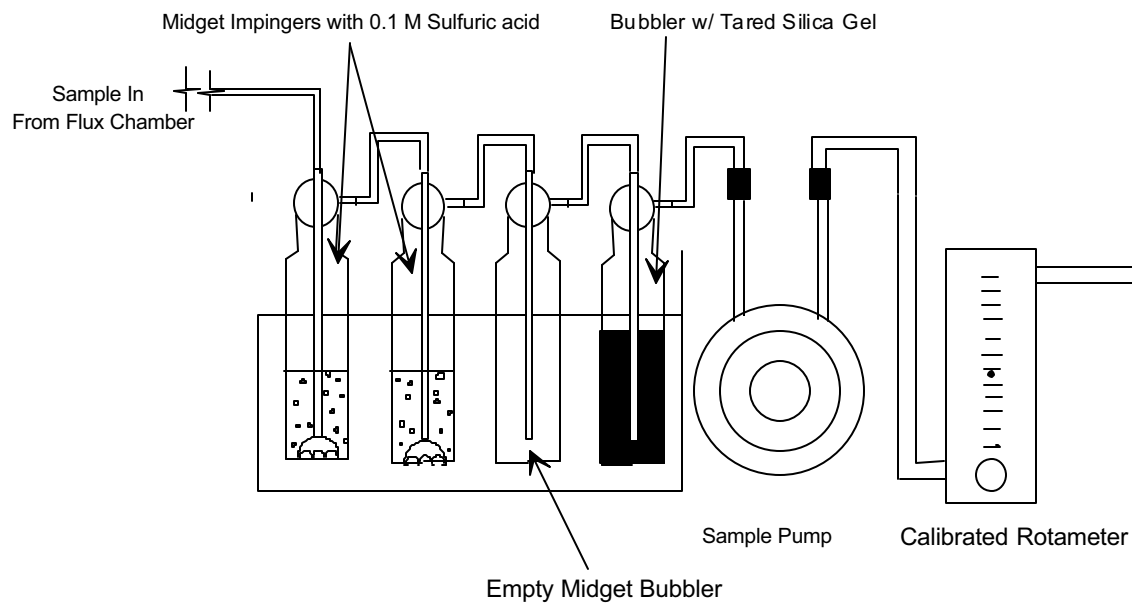 Midget Impingers with 0.1 M Sulfuric acid
Bubbler w/ Tared Silica Gel
Sample In
From Flux Chamber
Sample Pump
Calibrated Rotameter
Empty Midget Bubbler